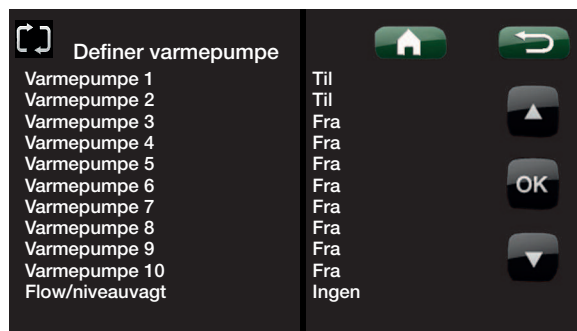 Definer varmepumpe
Varmepumpe 1 Til
Varmepumpe 2 Til
Varmepumpe 3 Fra
Varmepumpe 4 Fra
Varmepumpe 5 Fra
Varmepumpe 6 Fra
Varmepumpe 7 Fra
Varmepumpe 8 Fra
Varmepumpe 9 Fra
Varmepumpe 10 Fra
Flow/niveauvagt Ingen
OK